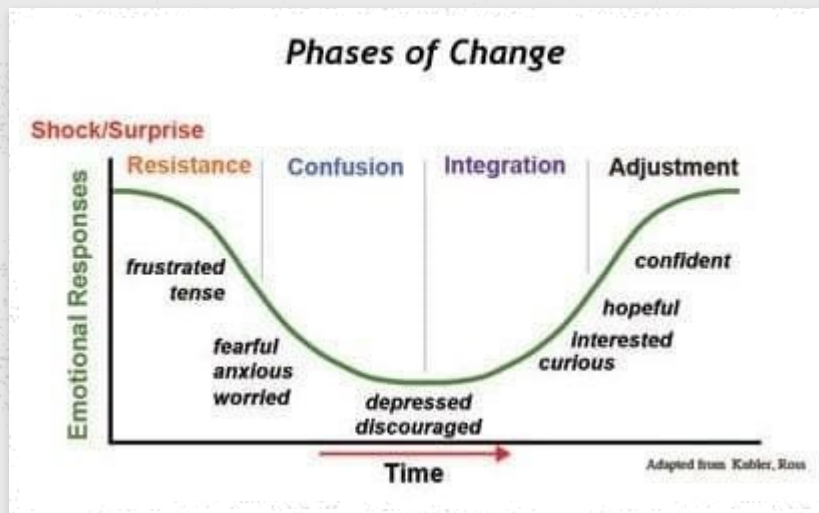 Phases of Change
Shock/Surprise
Resistance
Confusion
Integration
Adjustment
Emotional Responses
frustrated
tense
fearful
anxious
worried
depressed
discouraged
curious
interested
hopeful
confident
Time
Adapted from Kubler, Ross